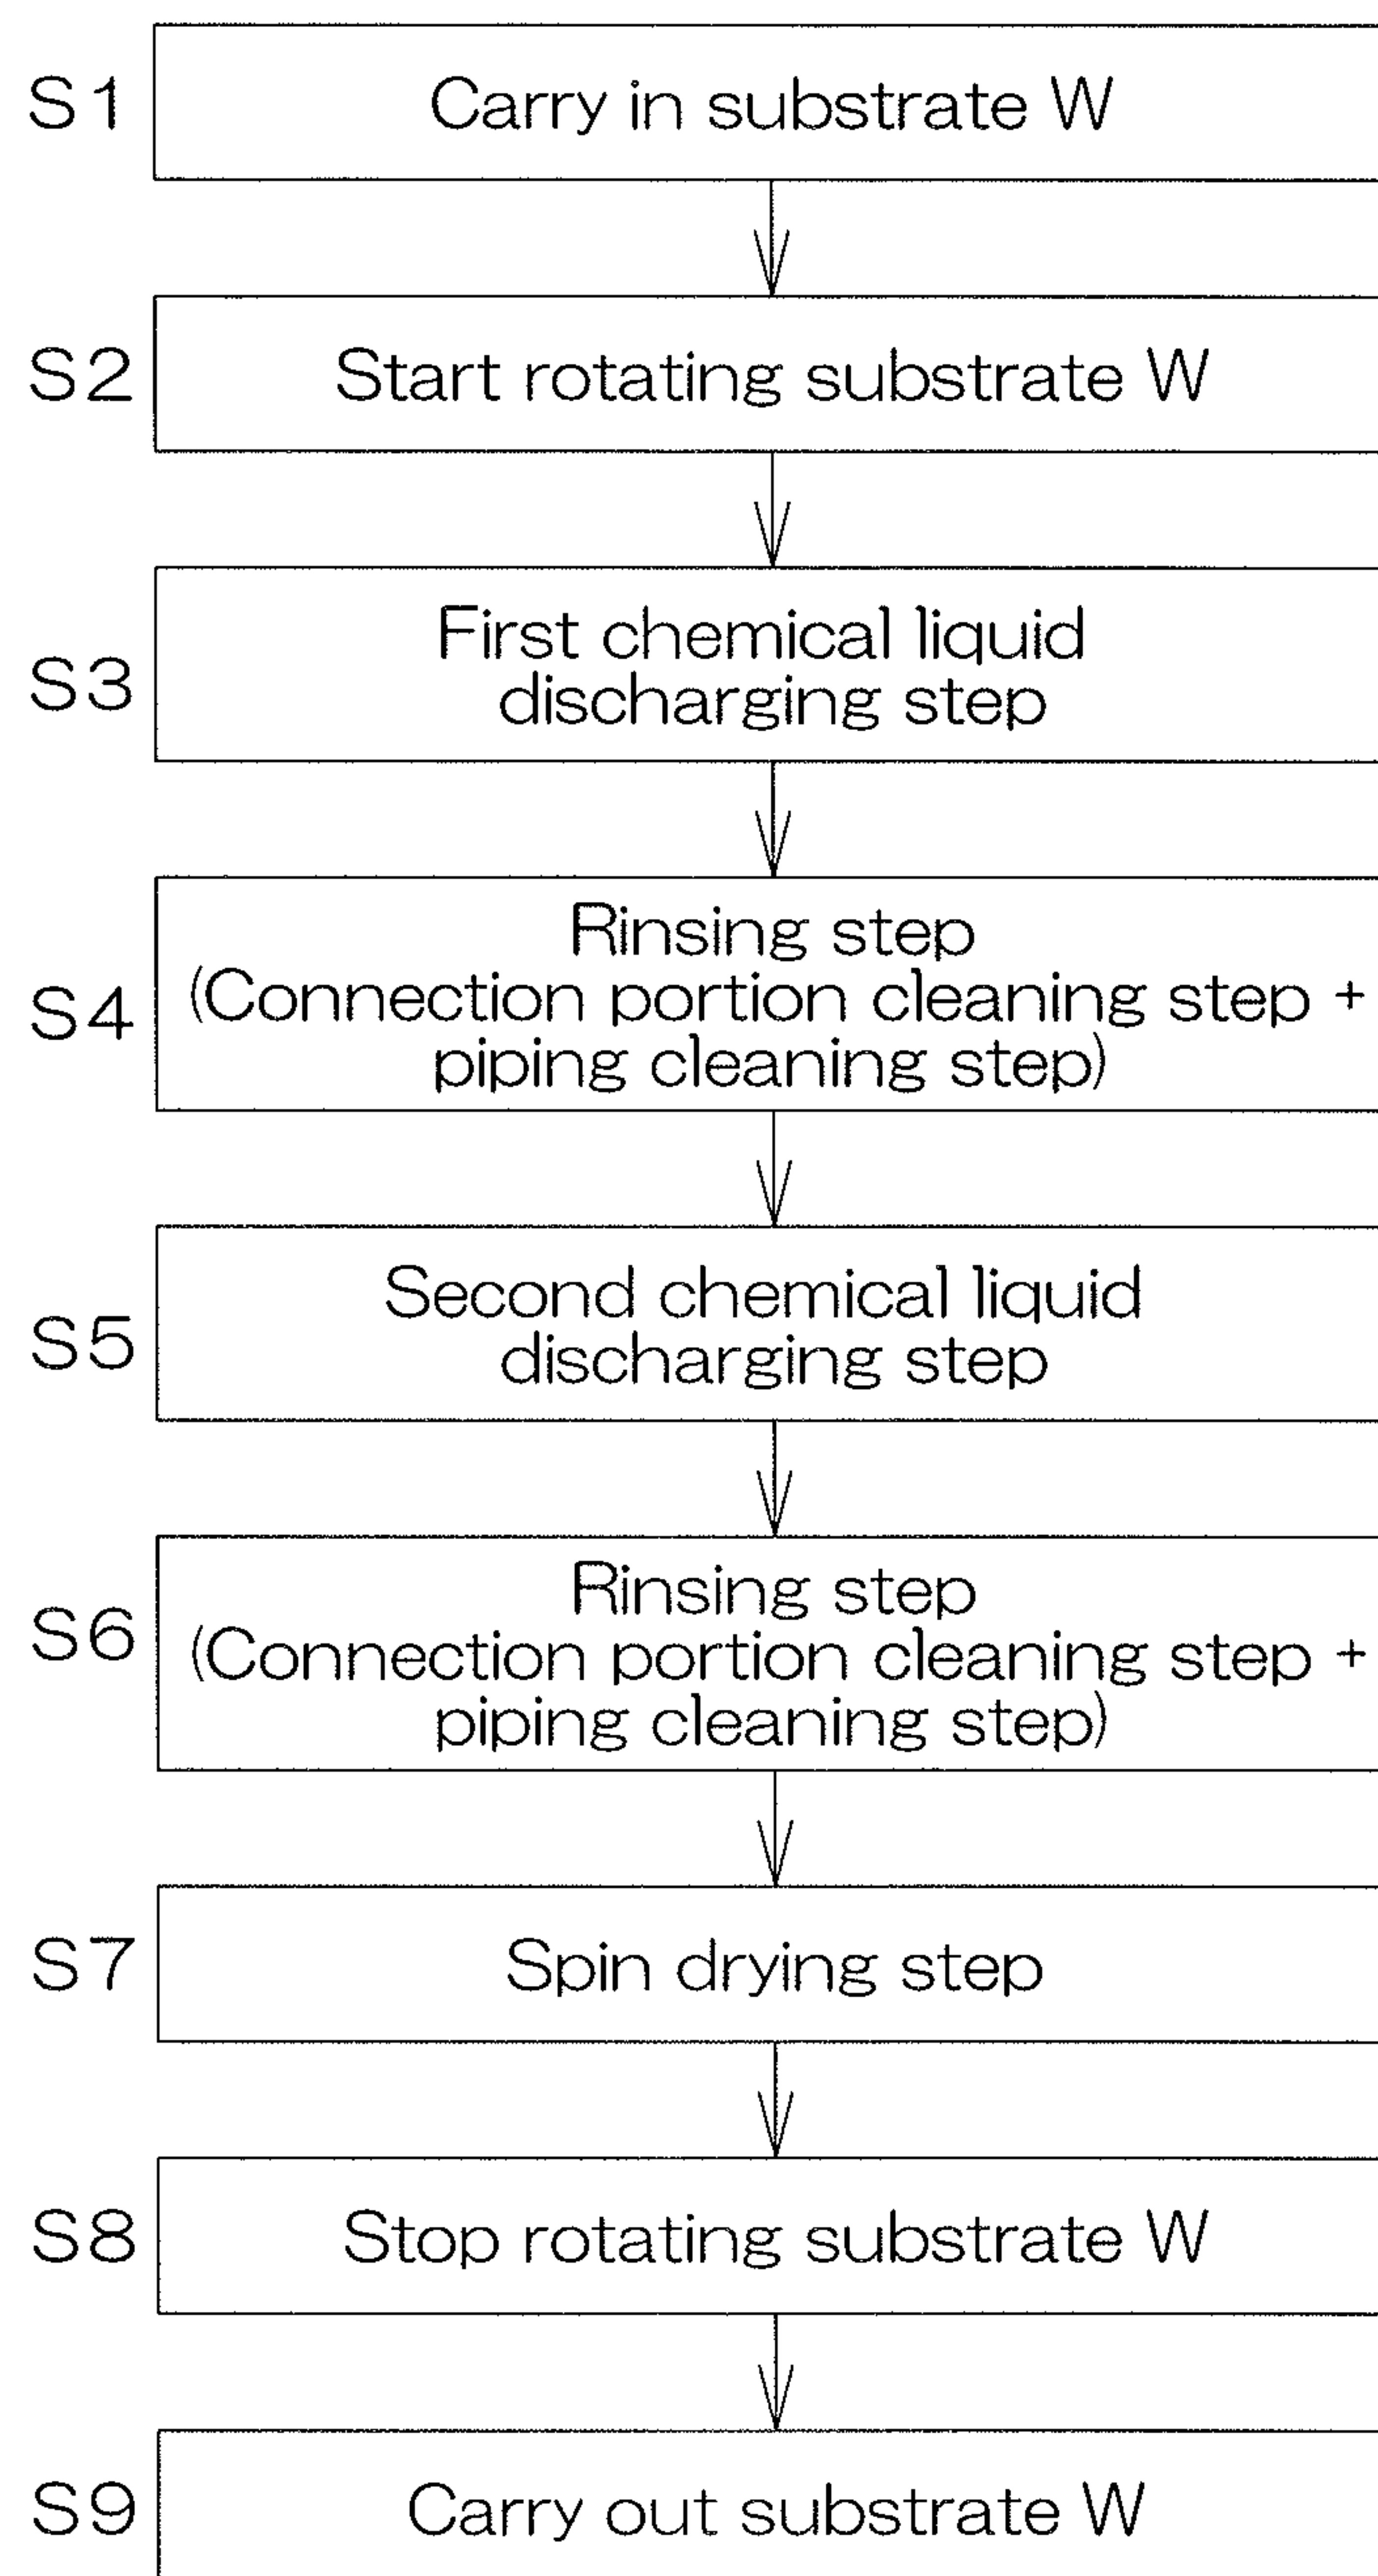 S1 Carry in substrate W
S2 Start rotating substrate W
First chemical liquid
S3
discharging step
Rinsing step
S4 (Connection portion cleaning step +
piping cleaning step)
Second chemical liquid
S5
discharging step
Rinsing step
S6 (Connection portion cleaning step +
piping cleaning step)
S7 Spin drying step
S8 Stop rotating substrate W
S9 Carry out substrate W